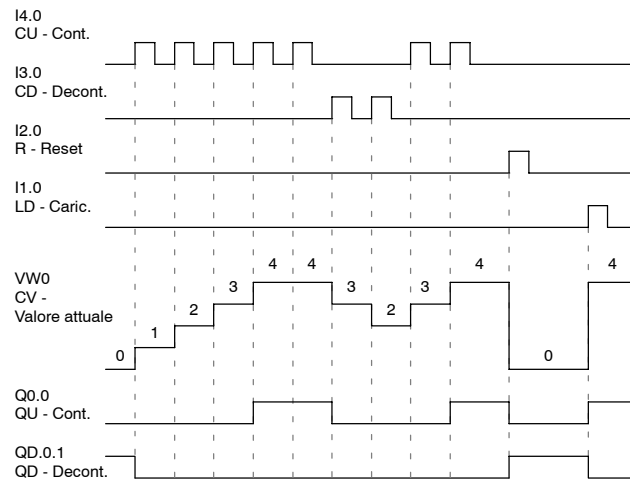 I4.0
CU - Cont.
I3.0
CD - Decont.
I2.0
R - Reset
I1.0
LD - Caric.
4 4 4 4
3 3 3
VW0
CV -
Valore attuale
2 2
1
0 0
Q0.0
QU - Cont.
QD.0.1
QD - Decont.